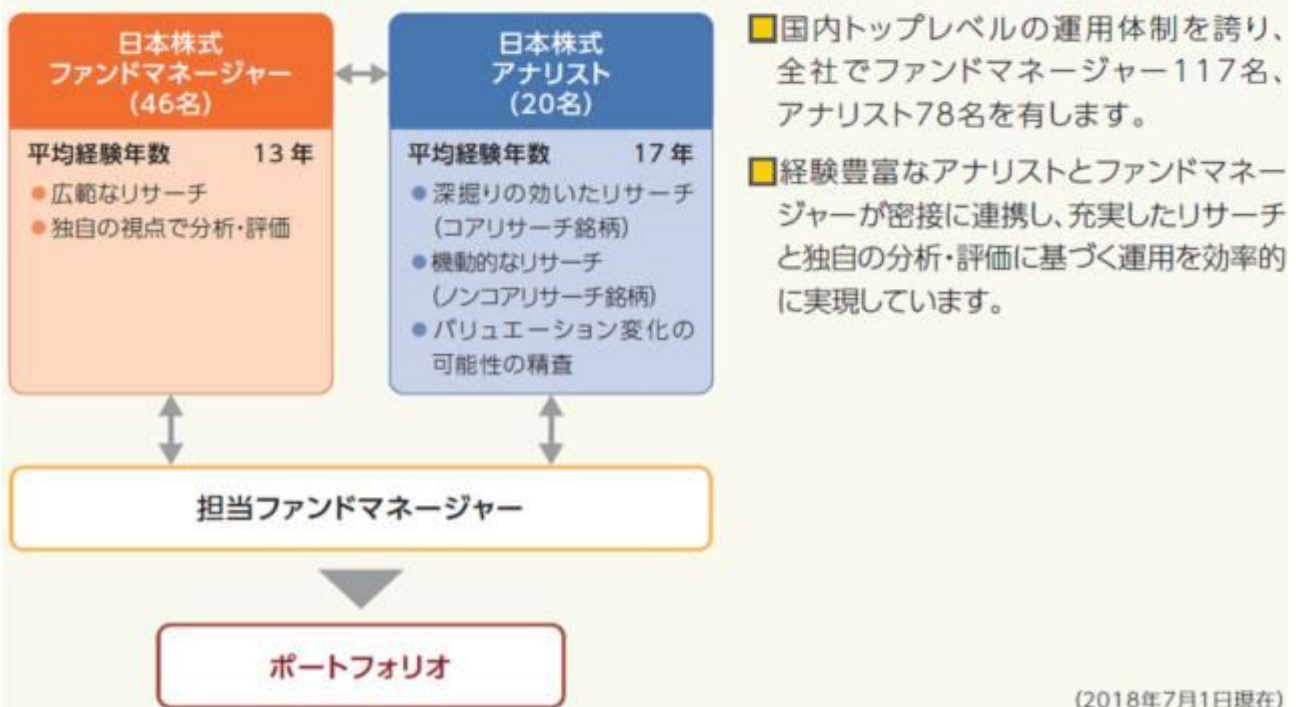 日本株式
ファンドマネージャー
(46名)
平均経験年数 13年
●広範なリサーチ
●独自の視点で分析・評価
日本株式
アナリスト
(20名)
平均経験年数 17年
●深掘りの効いたリサーチ
(コアリサーチ銘柄)
●機動的なリサーチ
(ノンコアリサーチ銘柄)
●バリュエーション変化の
可能性の精査
担当ファンドマネージャー
ポートフォリオ
■国内トップレベルの運用体制を誇り、
全社でファンドマネージャー117名、
アナリスト78名を有します。
■経験豊富なアナリストとファンドマネー
ジャーが密接に連携し、充実したリサーチ
と独自の分析・評価に基づく運用を効率的
に実現しています。
(2018年7月1日現在)